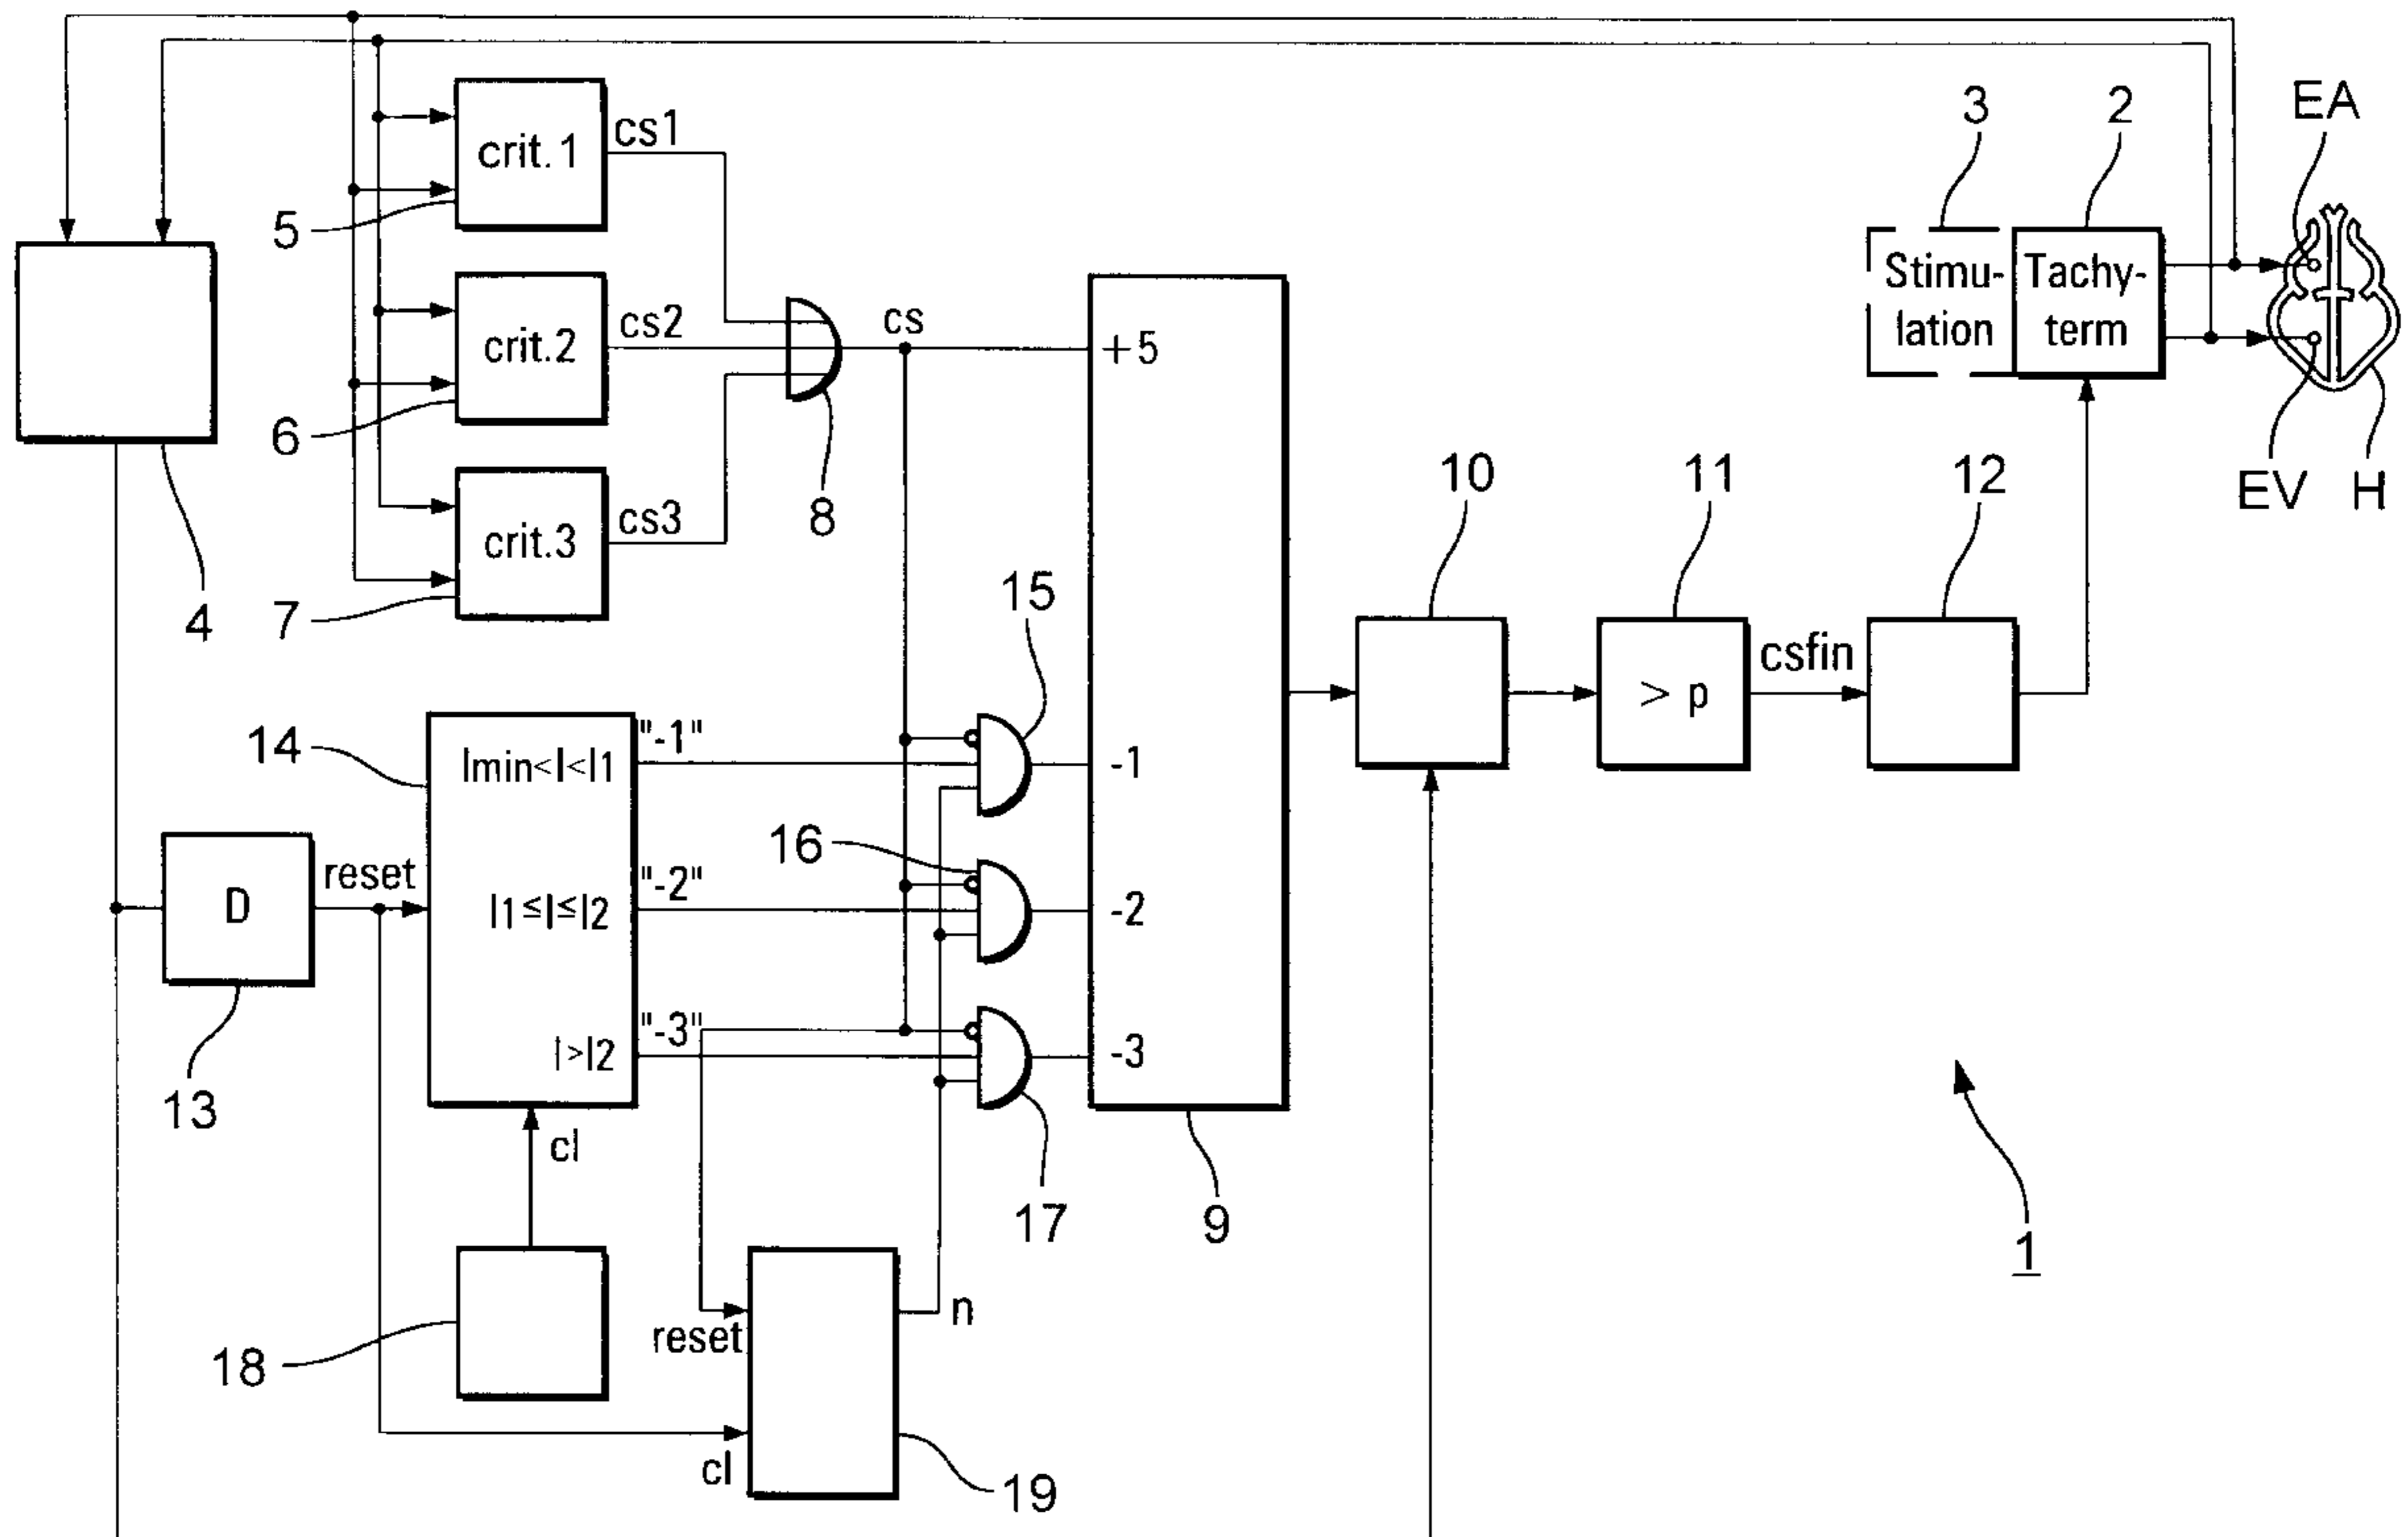 EA
3
2
crit. 1
cs1
5
Stimu-
lation
Tachy-
term
crit.2
cs2
cs
+5
6
EV
H
8
10
11
12
crit.3
cs3
4
7
15
> p
csfin
14
Imin<I<I1
"-1"
-1
16
D
reset
I1≤I≤I2
"-2"
-2
I>I2
"-3"
-3
13
cl
17
9
1
18
reset
n
cl
19